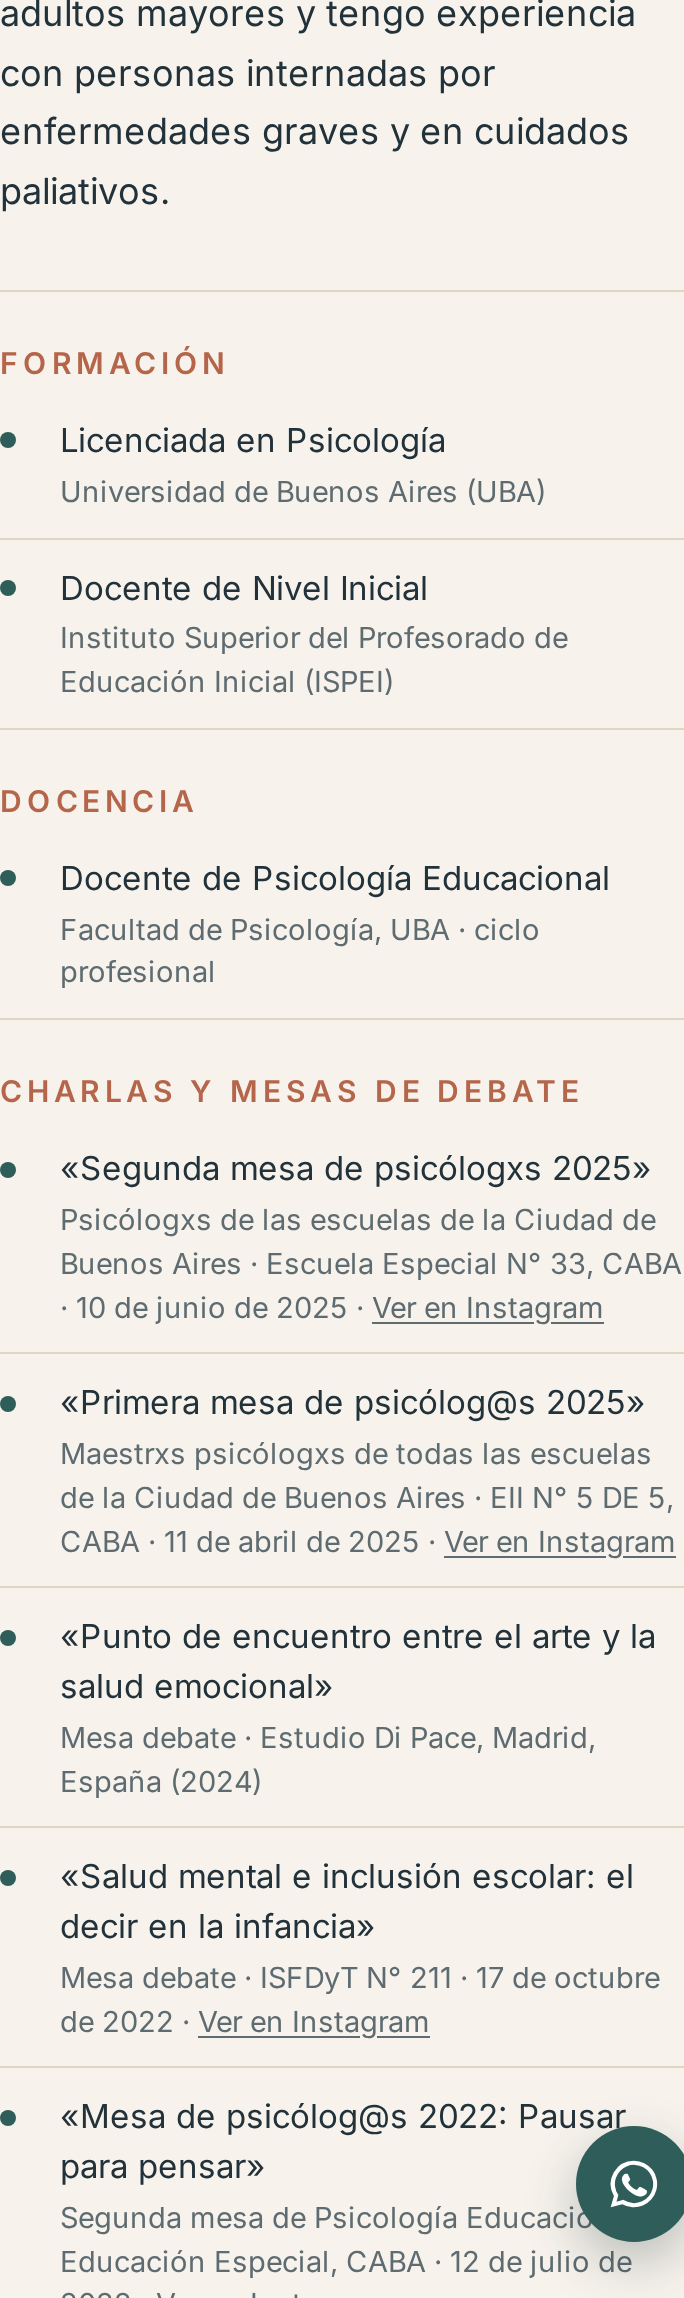 adultos mayores y tengo experiencia
con personas internadas por
enfermedades graves y en cuidados
paliativos.
FORMACIÓN
Licenciada en Psicología
Universidad de Buenos Aires (UBA)
Docente de Nivel Inicial
Instituto Superior del Profesorado de
Educación Inicial (ISPEI)
DOCENCIA
Docente de Psicología Educacional
Facultad de Psicología, UBA · ciclo
profesional
CHARLAS Y MESAS DE DEBATE
«Segunda mesa de psicólogxs 2025»
Psicólogxs de las escuelas de la Ciudad de
Buenos Aires · Escuela Especial N° 33, CABA
· 10 de junio de 2025 · Ver en Instagram
«Primera mesa de psicólog@s 2025»
Maestrxs psicólogxs de todas las escuelas
de la Ciudad de Buenos Aires · EII N° 5 DE 5,
CABA · 11 de abril de 2025 · Ver en Instagram
«Punto de encuentro entre el arte y la
salud emocional»
Mesa debate · Estudio Di Pace, Madrid,
España (2024)
«Salud mental e inclusión escolar: el
decir en la infancia»
Mesa debate · ISFDyT N° 211 · 17 de octubre
de 2022 · Ver en Instagram
«Mesa de psicólog@s 2022: Pausar
para pensar»
Segunda mesa de Psicología
Educación Especial, CABA · 12 de julio de